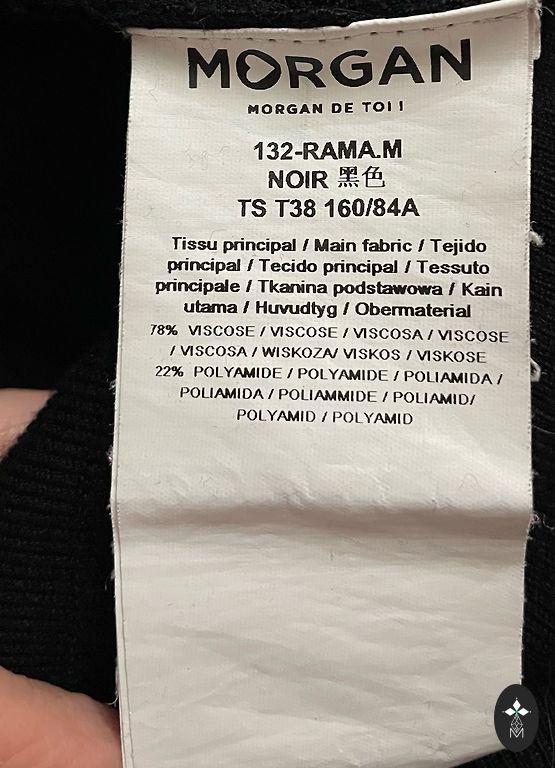 MORGAN
MORGAN DE TOI !
132-RAMA.M
NOIR 黑色
TS T38 160/84A
Tissu principal / Main fabric / Tejido
principal / Tecido principal / Tessuto
principale / Tkanina podstawowa / Kain
utama / Huvudtyg / Obermaterial
78% VISCOSE / VISCOSE / VISCOSA / VISCOSE
/ VISCOSA / WISKOZA/ VISKOS / VISKOSE
22% POLYAMIDE / POLYAMIDE / POLIAMIDA /
POLIAMIDA / POLIAMMIDE / POLIAMID/
POLYAMID / POLYAMID
M